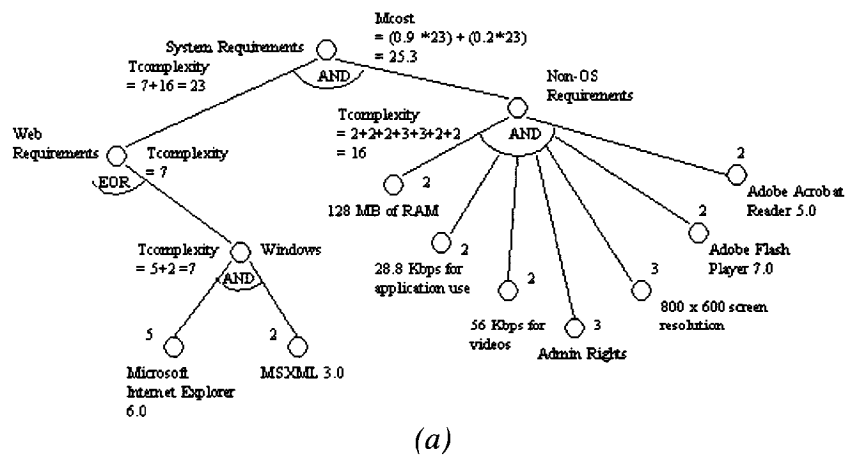 Mcost
= (0.9 *23) + (0.2*23)
= 25.3
System Requirements
AND
Tcomplexity
= 7+16 = 23
Non-OS
Requirements
Tcomplexity
= 2+2+2+3+3+2+2
= 16
AND
Web
Requirements
Tcomplexity
= 7
EOR
2
128 MB of RAM
2
Adobe Acrobat
Reader 5.0
2
Adobe Flash
Player 7.0
Tcomplexity
= 5+2 =7
Windows
AND
2
28.8 Kbps for
application use
2
56 Kbps for
videos
3
800 x 600 screen
resolution
3
Admin Rights
5
Microsoft
Internet Explorer
6.0
2
MSXML 3.0
(a)